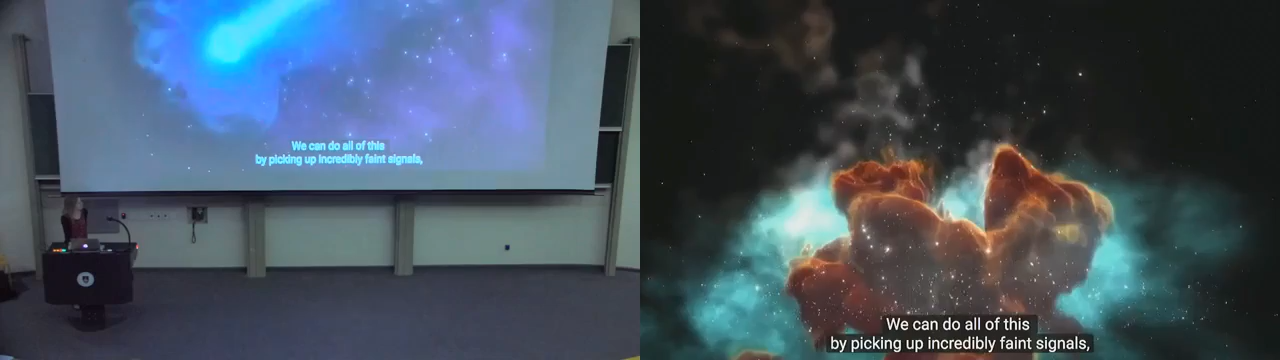 We can do all of this
by picking up incredibly faint signals,
We can do all of this
by picking up incredibly faint signals,